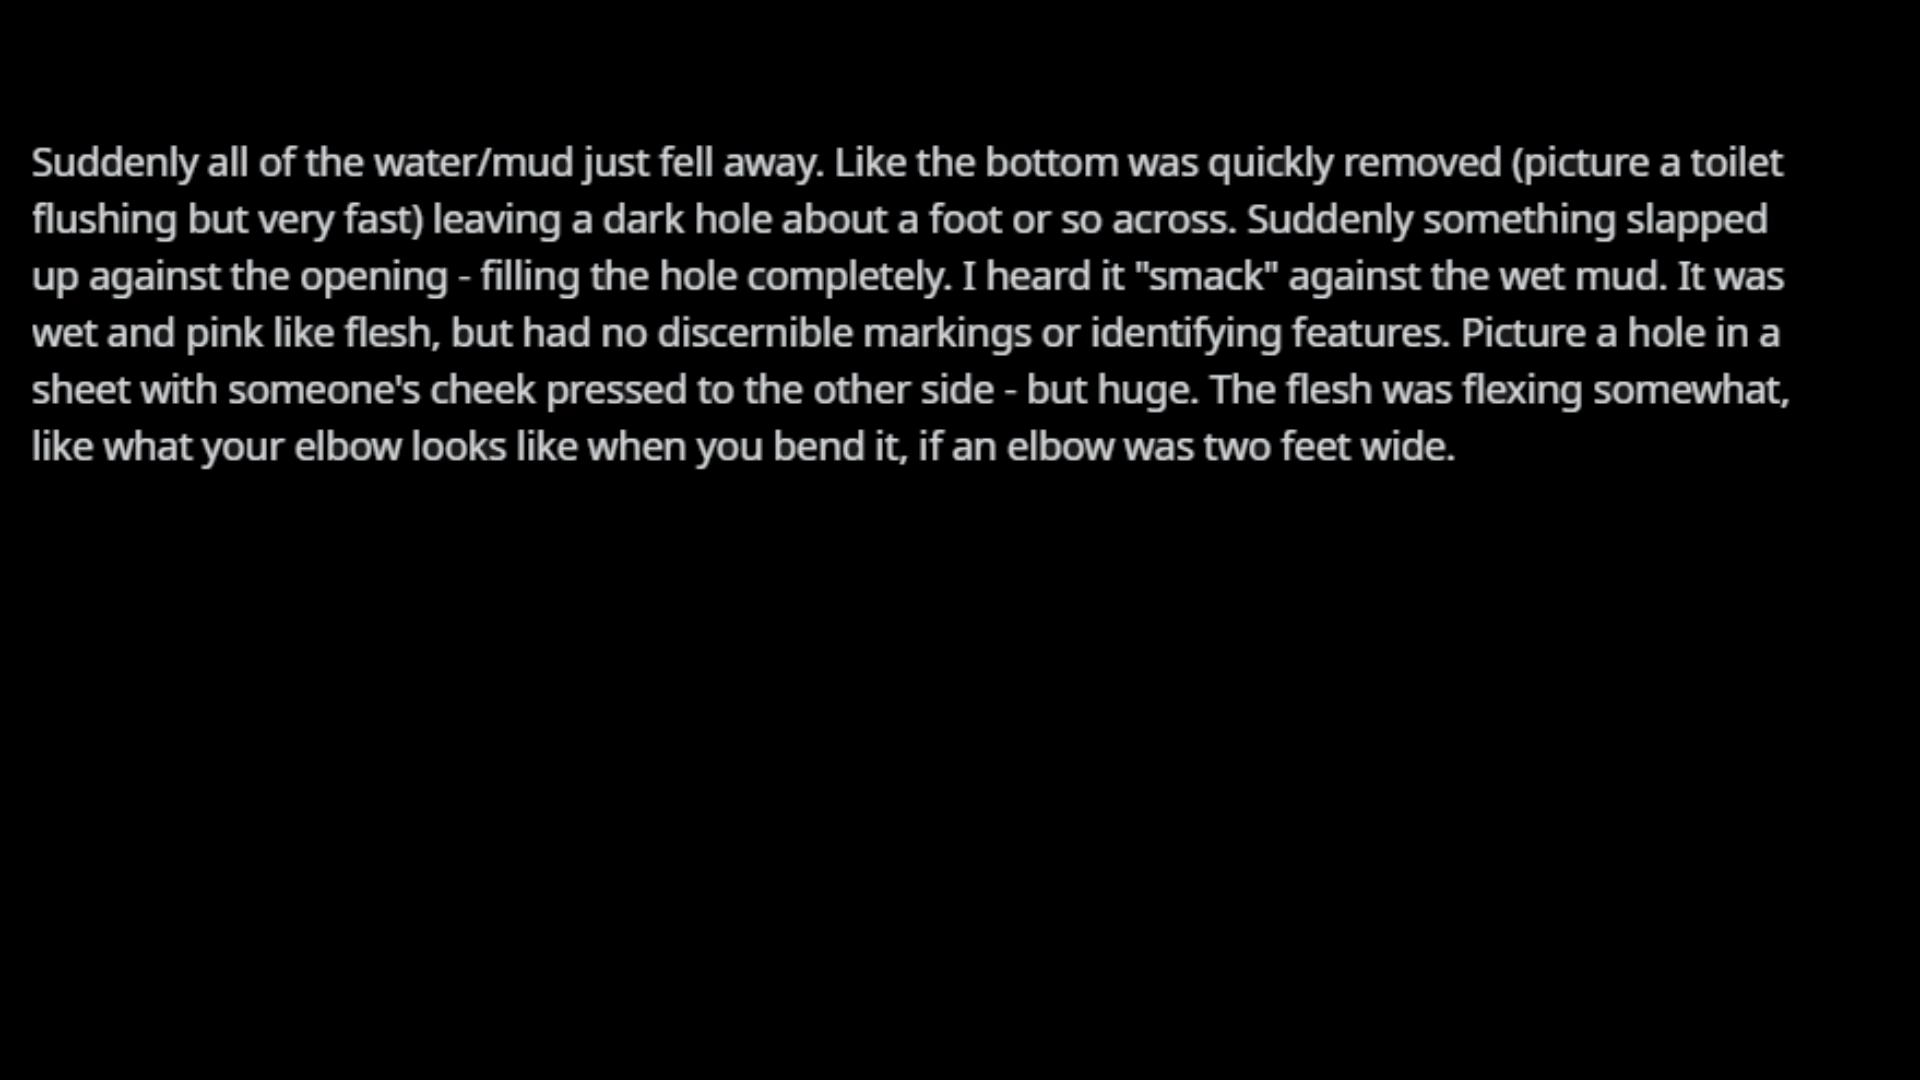 Suddenly all of the water/mud just fell away. Like the bottom was quickly removed (picture a toilet
flushing but very fast) leaving a dark hole about a foot or so across. Suddenly something slapped
up against the opening - filling the hole completely. I heard it "smack" against the wet mud. It was
wet and pink like flesh, but had no discernible markings or identifying features. Picture a hole in a
sheet with someone's cheek pressed to the other side - but huge. The flesh was flexing somewhat,
like what your elbow looks like when you bend it, if an elbow was two feet wide.